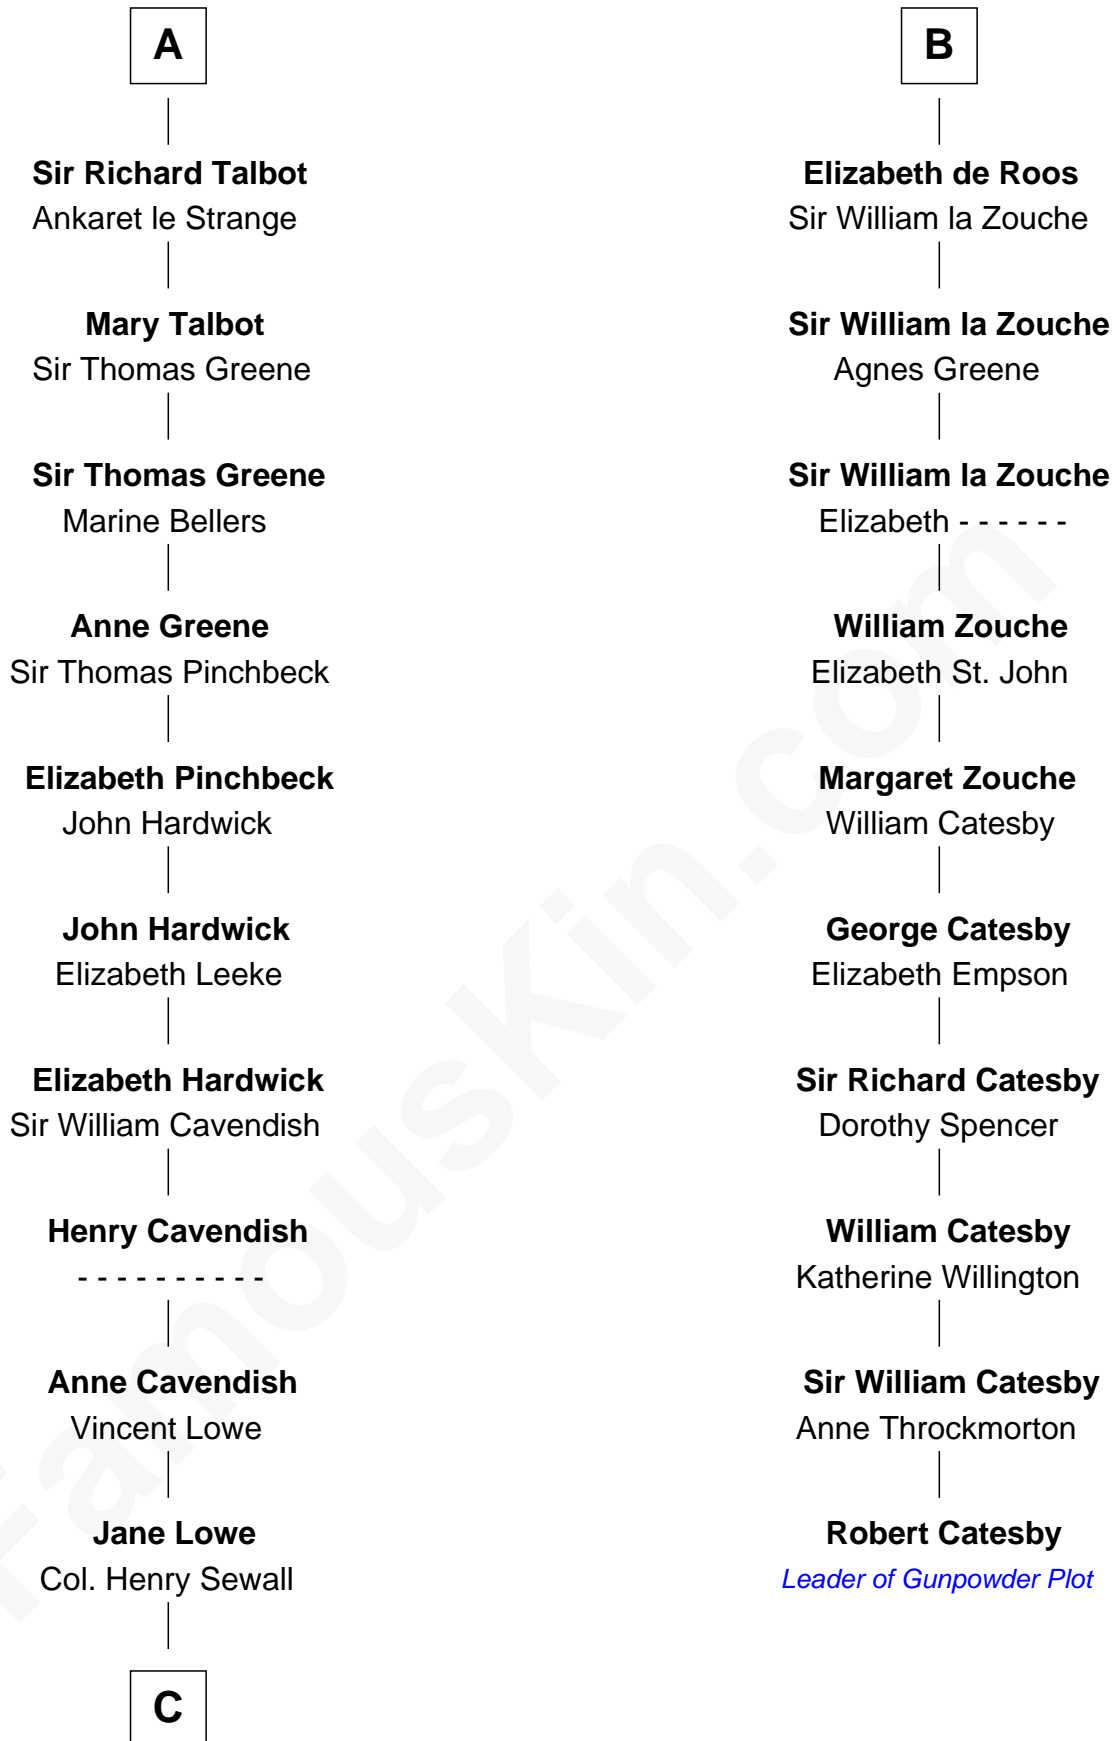 A
Sir Richard Talbot
Ankaret le Strange
Mary Talbot
Sir Thomas Greene
Sir Thomas Greene
Marine Bellers
Anne Greene
Sir Thomas Pinchbeck
Elizabeth Pinchbeck
John Hardwick
John Hardwick
Elizabeth Leeke
Elizabeth Hardwick
Sir William Cavendish
Henry Cavendish
- - - - - - - - - -
Anne Cavendish
Vincent Lowe
Jane Lowe
Col. Henry Sewall
C
B
Elizabeth de Roos
Sir William la Zouche
Sir William la Zouche
Agnes Greene
Sir William la Zouche
Elizabeth - - - - - -
William Zouche
Elizabeth St. John
Margaret Zouche
William Catesby
George Catesby
Elizabeth Empson
Sir Richard Catesby
Dorothy Spencer
William Catesby
Katherine Willington
Sir William Catesby
Anne Throckmorton
Robert Catesby
Leader of Gunpowder Plot
FamousKin.com